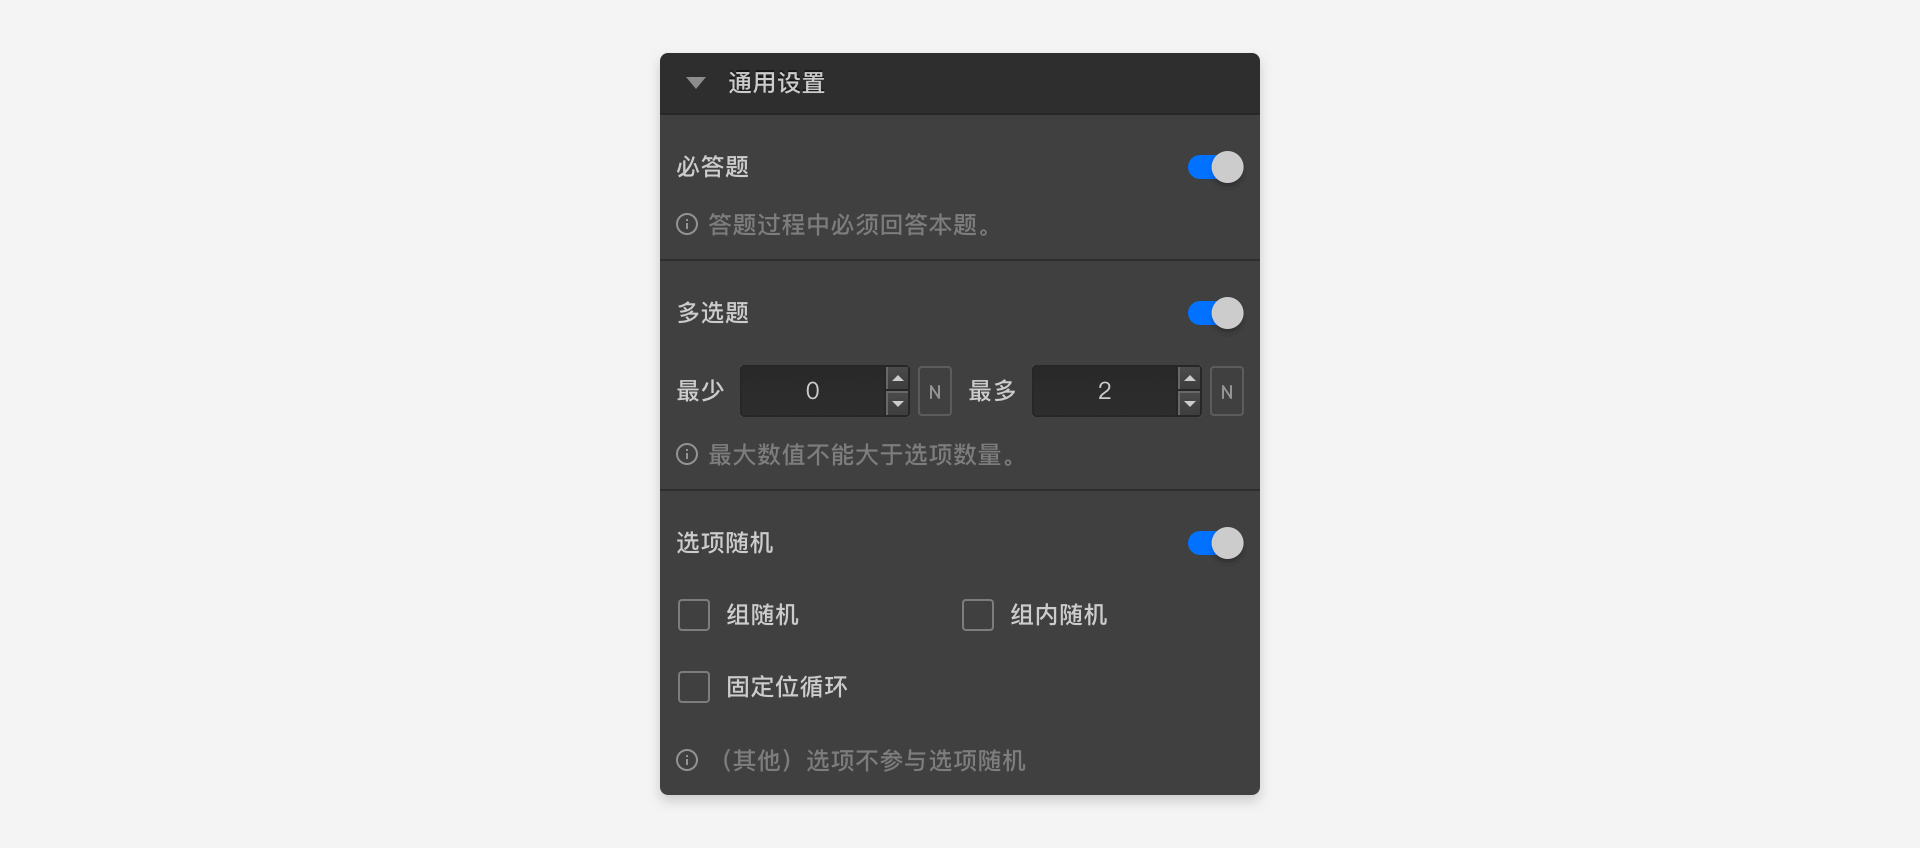 通用设置
必答题
答题过程中必须回答本题。
多选题
最少 0 N 最多 2 N
最大数值不能大于选项数量。
选项随机
组随机 组内随机
固定位循环
（其他）选项不参与选项随机